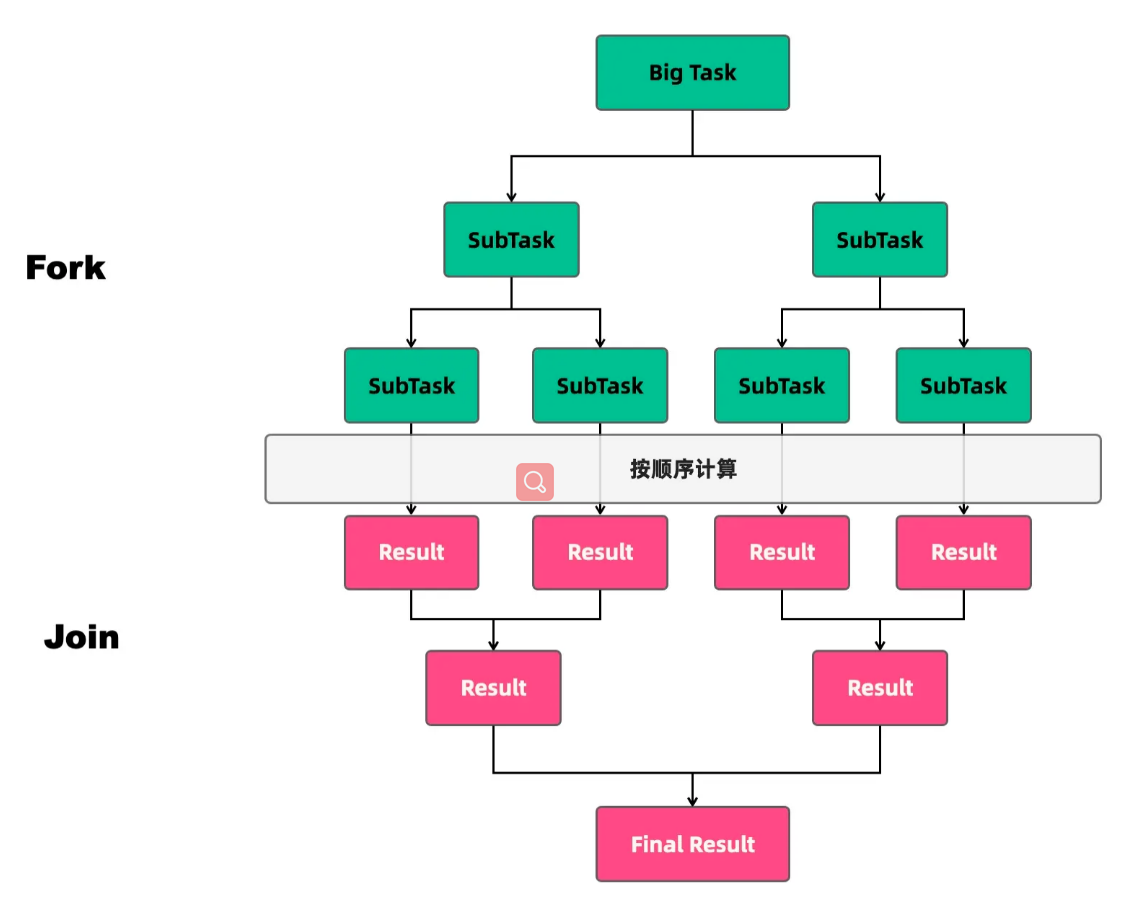 Big Task
SubTask
SubTask
Fork
SubTask
SubTask
SubTask
SubTask
按顺序计算
Result
Result
Result
Result
Join
Result
Result
Final Result